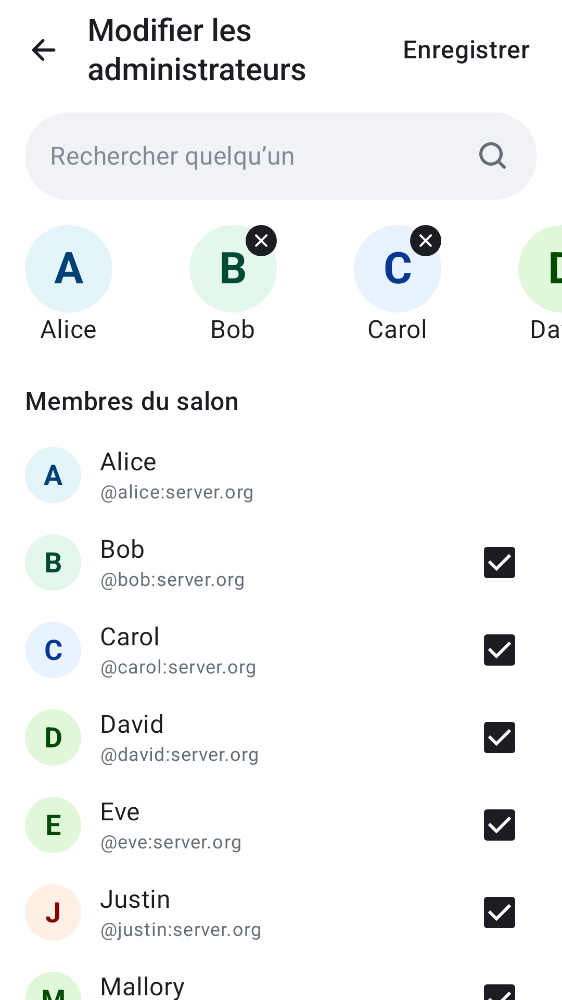 Modifier les
administrateurs
Enregistrer
Rechercher quelqu’un
A
B
C
D
Alice
Bob
Carol
Da
Membres du salon
A
Alice
@alice:server.org
B
Bob
@bob:server.org
C
Carol
@carol:server.org
D
David
@david:server.org
E
Eve
@eve:server.org
J
Justin
@justin:server.org
M
Mallory